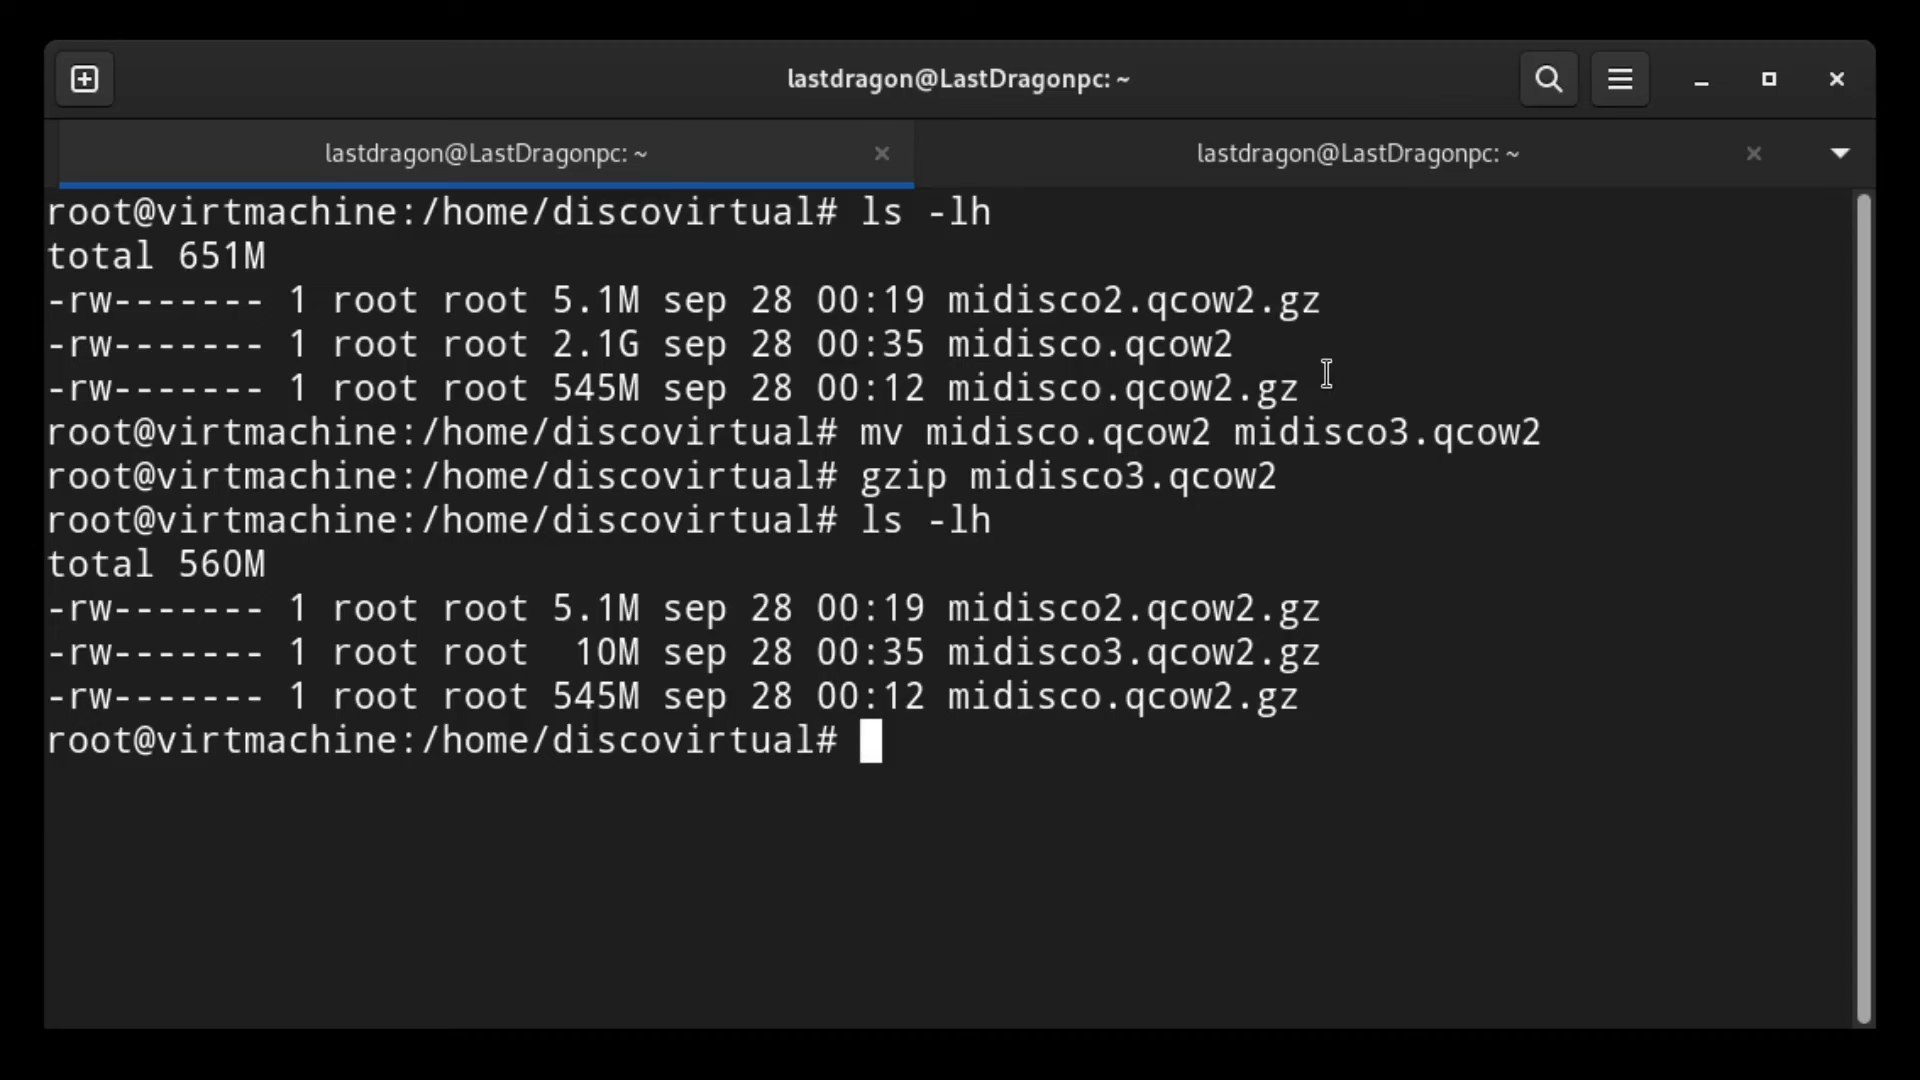 lastdragon@LastDragonpc: ~
lastdragon@LastDragonpc: ~
lastdragon@LastDragonpc: ~
root@virtmachine:/home/discovirtual# ls -lh
total 651M
-rw------- 1 root root 5.1M sep 28 00:19 midisco2.qcow2.gz
-rw------- 1 root root 2.1G sep 28 00:35 midisco.qcow2
-rw------- 1 root root 545M sep 28 00:12 midisco.qcow2.gz
root@virtmachine:/home/discovirtual# mv midisco.qcow2 midisco3.qcow2
root@virtmachine:/home/discovirtual# gzip midisco3.qcow2
root@virtmachine:/home/discovirtual# ls -lh
total 560M
-rw------- 1 root root 5.1M sep 28 00:19 midisco2.qcow2.gz
-rw------- 1 root root  10M sep 28 00:35 midisco3.qcow2.gz
-rw------- 1 root root 545M sep 28 00:12 midisco.qcow2.gz
root@virtmachine:/home/discovirtual#